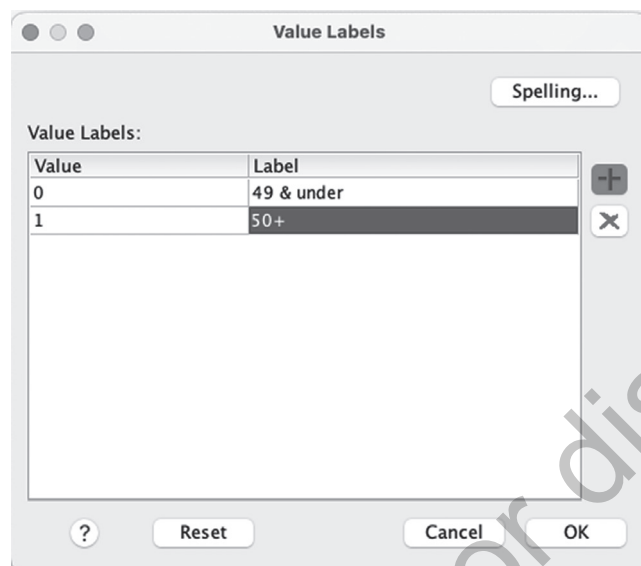 Value Labels
Spelling...
Value Labels:
Value Label
0 49 & under
1 50+
? Reset Cancel OK